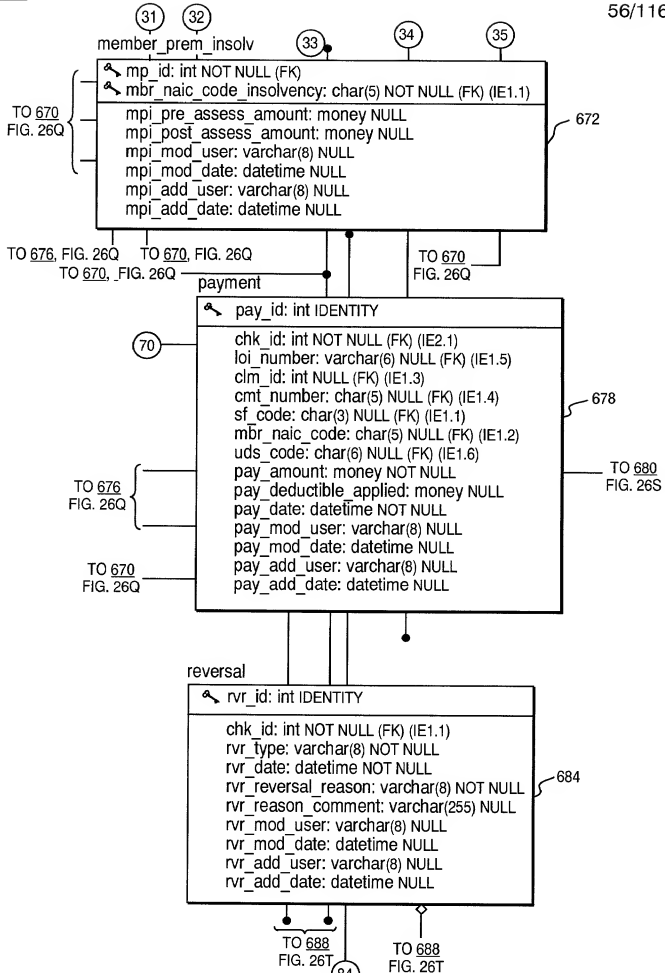 56/116
31 32 33 34 35
member_prem_insolv
mp_id: int NOT NULL (FK)
mbr_naic_code_insolvency: char(5) NOT NULL (FK) (IE1.1)
mpi_pre_assess_amount: money NULL
mpi_post_assess_amount: money NULL
mpi_mod_user: varchar(8) NULL
mpi_mod_date: datetime NULL
mpi_add_user: varchar(8) NULL
mpi_add_date: datetime NULL
TO 670
FIG. 26Q
672
TO 676, FIG. 26Q TO 670, FIG. 26Q
TO 670, FIG. 26Q
TO 670
FIG. 26Q
payment
pay_id: int IDENTITY
70
chk_id: int NOT NULL (FK) (IE2.1)
loi_number: varchar(6) NULL (FK) (IE1.5)
clm_id: int NULL (FK) (IE1.3)
cmt_number: char(5) NULL (FK) (IE1.4)
sf_code: char(3) NULL (FK) (IE1.1)
mbr_naic_code: char(5) NULL (FK) (IE1.2)
uds_code: char(6) NULL (FK) (IE1.6)
pay_amount: money NOT NULL
pay_deductible_applied: money NULL
pay_date: datetime NOT NULL
pay_mod_user: varchar(8) NULL
pay_mod_date: datetime NULL
pay_add_user: varchar(8) NULL
pay_add_date: datetime NULL
678
TO 680
FIG. 26S
TO 676
FIG. 26Q
TO 670
FIG. 26Q
reversal
rvr_id: int IDENTITY
chk_id: int NOT NULL (FK) (IE1.1)
rvr_type: varchar(8) NOT NULL
rvr_date: datetime NOT NULL
rvr_reversal_reason: varchar(8) NOT NULL
rvr_reason_comment: varchar(255) NULL
rvr_mod_user: varchar(8) NULL
rvr_mod_date: datetime NULL
rvr_add_user: varchar(8) NULL
rvr_add_date: datetime NULL
684
TO 688
FIG. 26T
TO 688
FIG. 26T